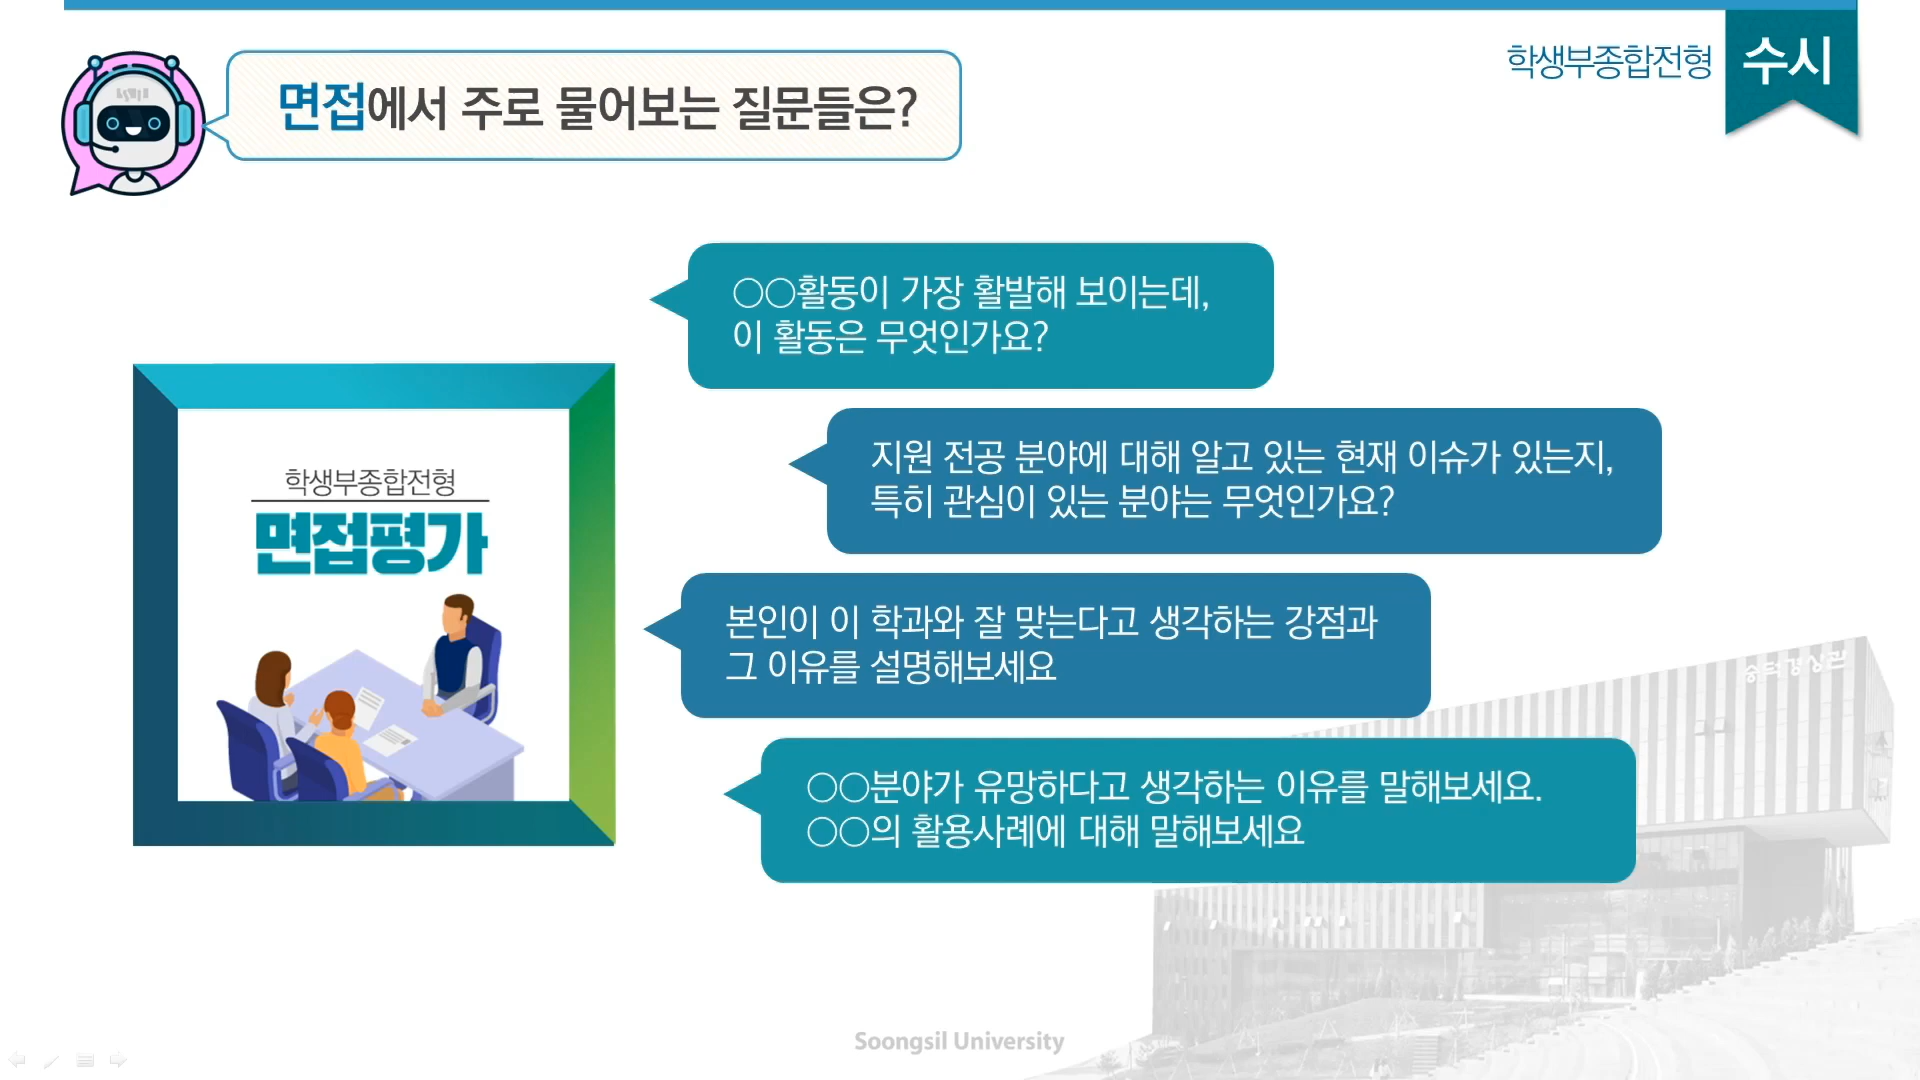 학생부종합전형 수시
면접에서 주로 물어보는 질문들은?
○○활동이 가장 활발해 보이는데,
이 활동은 무엇인가요?
지원 전공 분야에 대해 알고 있는 현재 이슈가 있는지,
특히 관심이 있는 분야는 무엇인가요?
학생부종합전형
면접평가
본인이 이 학과와 잘 맞는다고 생각하는 강점과
그 이유를 설명해보세요
○○분야가 유망하다고 생각하는 이유를 말해보세요.
○○의 활용사례에 대해 말해보세요
숭덕경상관
Soongsil University